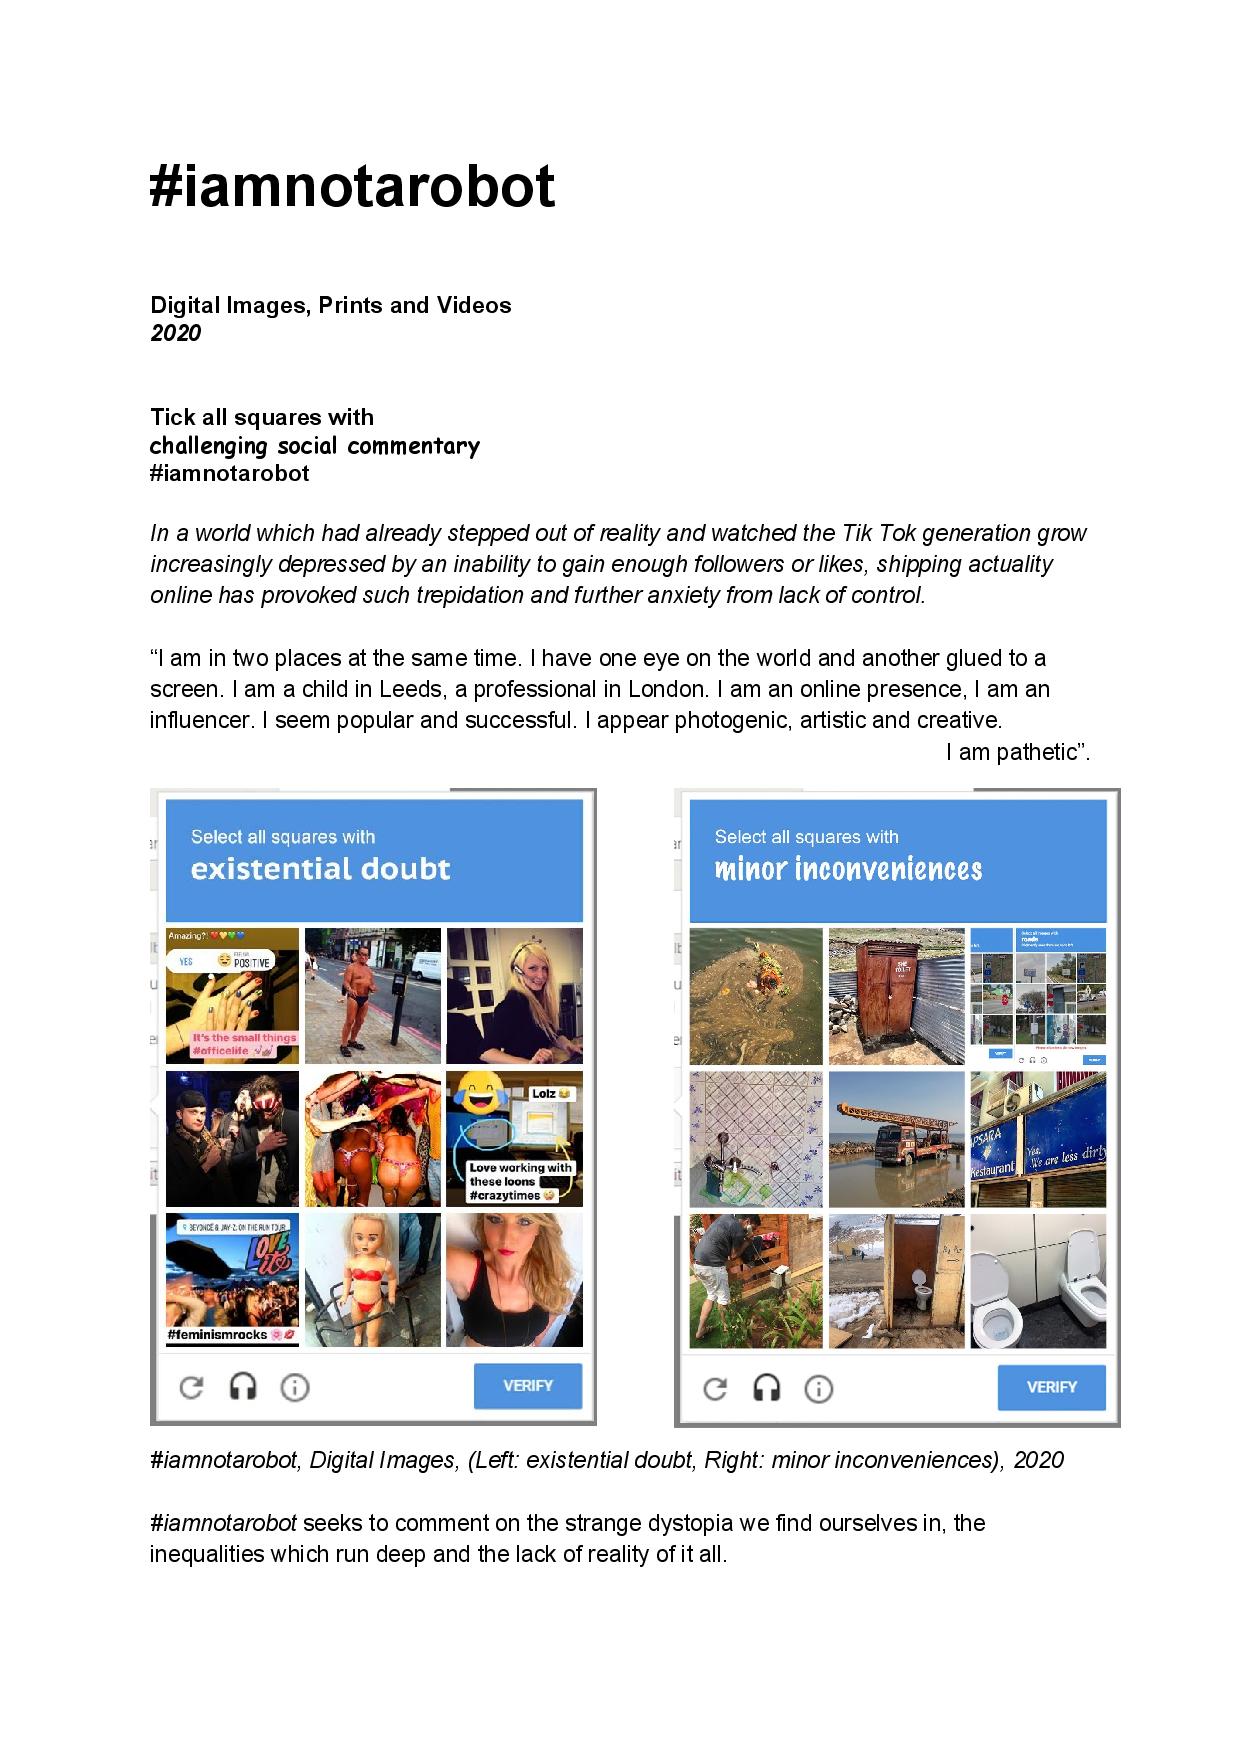 #iamnotarobot
Digital Images, Prints and Videos
2020
Tick all squares with
challenging social commentary
#iamnotarobot
In a world which had already stepped out of reality and watched the Tik Tok generation grow
increasingly depressed by an inability to gain enough followers or likes, shipping actuality
online has provoked such trepidation and further anxiety from lack of control.
“I am in two places at the same time. I have one eye on the world and another glued to a
screen. I am a child in Leeds, a professional in London. I am an online presence, I am an
influencer. I seem popular and successful. I appear photogenic, artistic and creative.
I am pathetic”.
Select all squares with
existential doubt
Amazing?!
YES
POSITIVE
It's the small things
#officelife
Lolz
Love working with
these loons
#crazytimes
BEYONCÉ & JAY-Z: ON THE RUN TOUR
LOVE
ito
#feminismrocks
VERIFY
Select all squares with
minor inconveniences
SHE
TOILET
Select all squares with
roads
VERIFY
APSARA
Restaurant
Yes,
We are less dirty
VERIFY
#iamnotarobot, Digital Images, (Left: existential doubt, Right: minor inconveniences), 2020
#iamnotarobot seeks to comment on the strange dystopia we find ourselves in, the
inequalities which run deep and the lack of reality of it all.